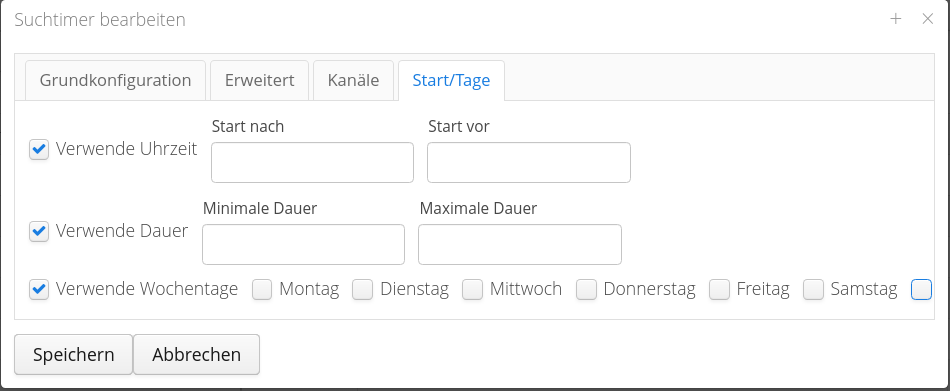 Suchtimer bearbeiten
Grundkonfiguration Erweitert Kanäle Start/Tage
Start nach Start vor
Verwende Uhrzeit
Minimale Dauer Maximale Dauer
Verwende Dauer
Verwende Wochentage Montag Dienstag Mittwoch Donnerstag Freitag Samstag
Speichern Abbrechen